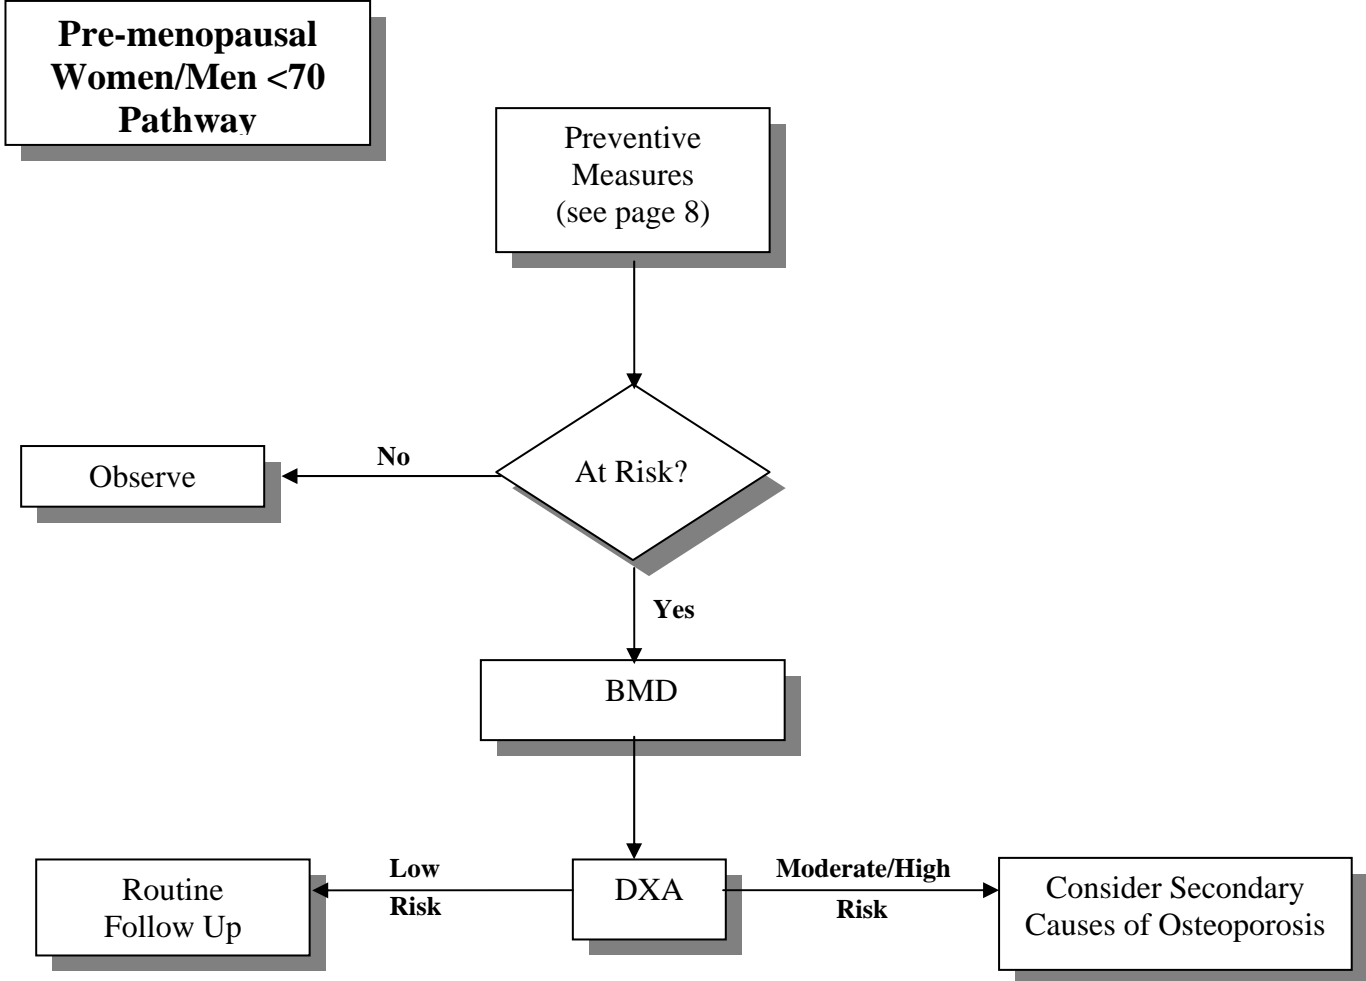 Pre-menopausal
Women/Men <70
Pathway
Preventive
Measures
(see page 8)
At Risk?
No
Observe
Yes
BMD
Low
Risk
DXA
Moderate/High
Risk
Routine
Follow Up
Consider Secondary
Causes of Osteoporosis